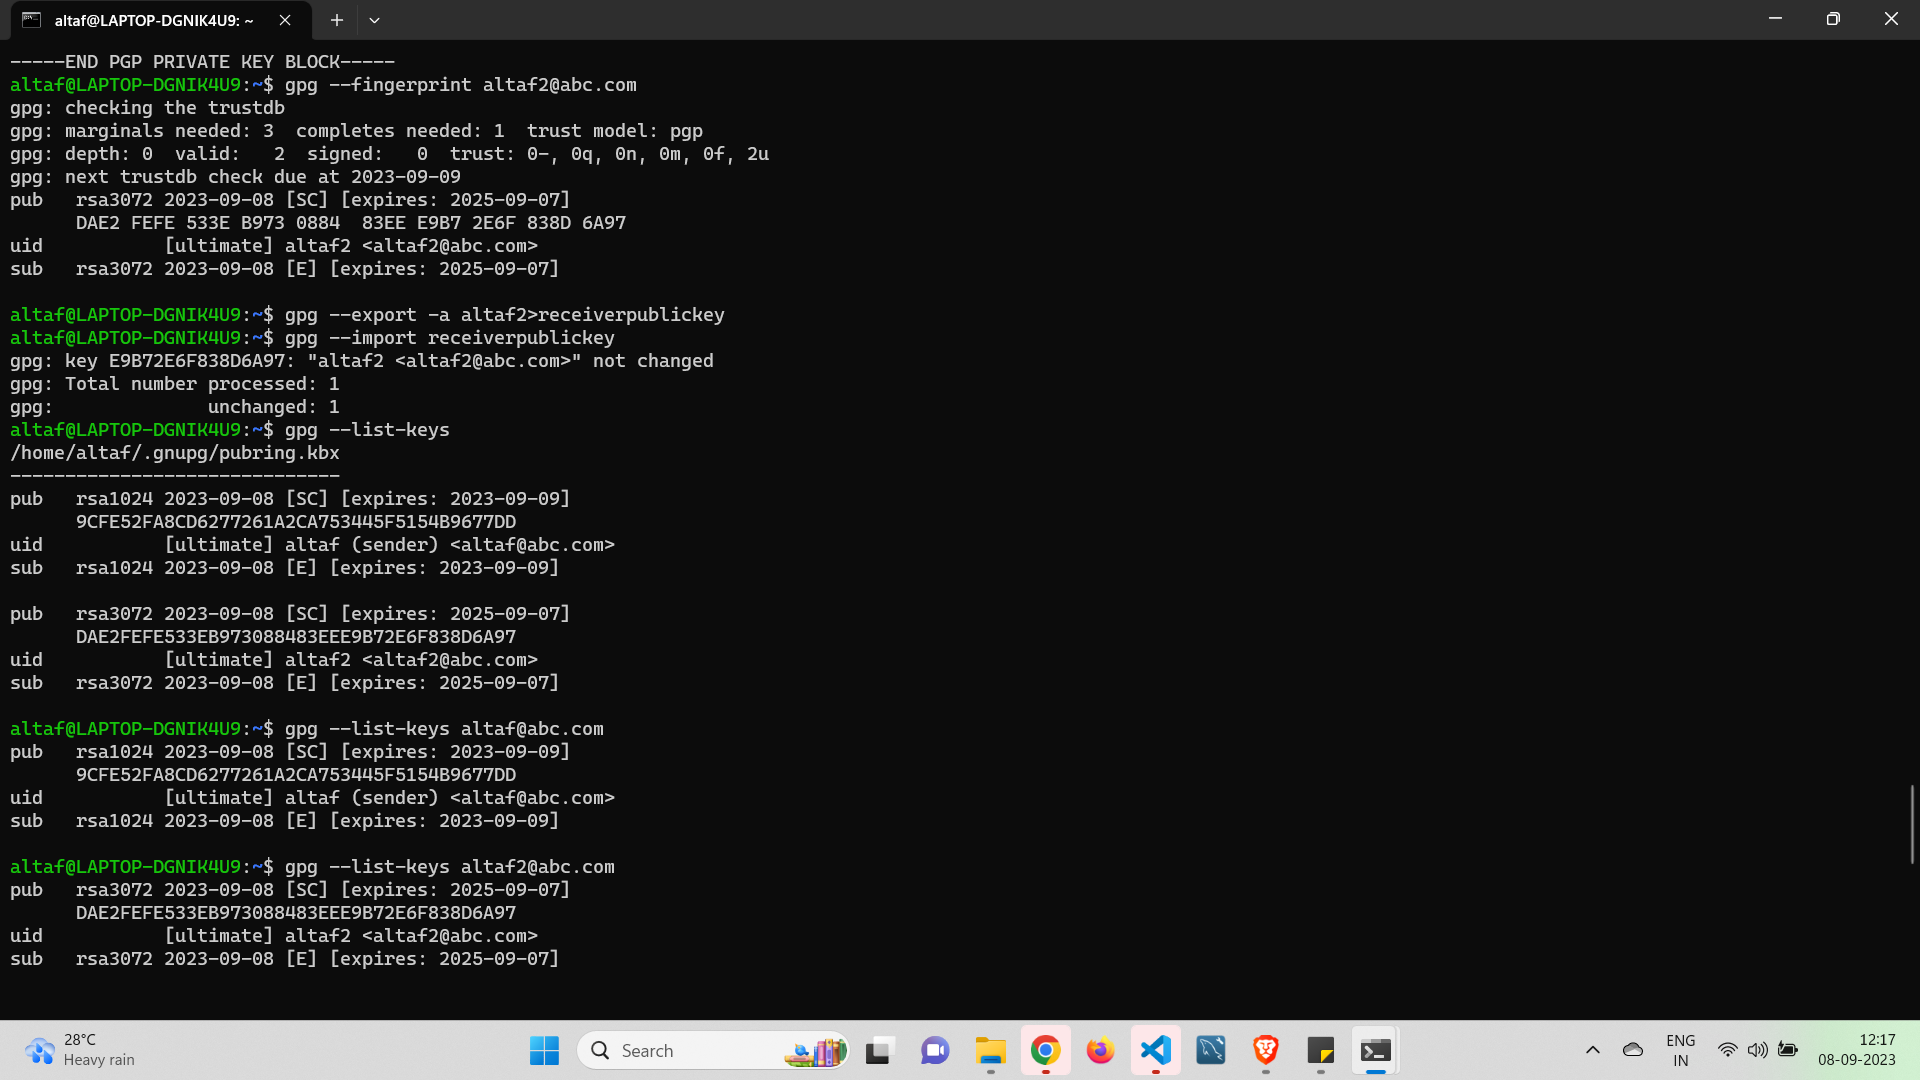 altaf@LAPTOP-DGNIK4U9: ~
-----END PGP PRIVATE KEY BLOCK-----
altaf@LAPTOP-DGNIK4U9:~$ gpg --fingerprint altaf2@abc.com
gpg: checking the trustdb
gpg: marginals needed: 3  completes needed: 1  trust model: pgp
gpg: depth: 0  valid:   2  signed:   0  trust: 0-, 0q, 0n, 0m, 0f, 2u
gpg: next trustdb check due at 2023-09-09
pub   rsa3072 2023-09-08 [SC] [expires: 2025-09-07]
      DAE2 FEFE 533E B973 0884  83EE E9B7 2E6F 838D 6A97
uid           [ultimate] altaf2 <altaf2@abc.com>
sub   rsa3072 2023-09-08 [E] [expires: 2025-09-07]
altaf@LAPTOP-DGNIK4U9:~$ gpg --export -a altaf2>receiverpublickey
altaf@LAPTOP-DGNIK4U9:~$ gpg --import receiverpublickey
gpg: key E9B72E6F838D6A97: "altaf2 <altaf2@abc.com>" not changed
gpg: Total number processed: 1
gpg:              unchanged: 1
altaf@LAPTOP-DGNIK4U9:~$ gpg --list-keys
/home/altaf/.gnupg/pubring.kbx
------------------------------
pub   rsa1024 2023-09-08 [SC] [expires: 2023-09-09]
      9CFE52FA8CD6277261A2CA753445F5154B9677DD
uid           [ultimate] altaf (sender) <altaf@abc.com>
sub   rsa1024 2023-09-08 [E] [expires: 2023-09-09]
pub   rsa3072 2023-09-08 [SC] [expires: 2025-09-07]
      DAE2FEFE533EB973088483EEE9B72E6F838D6A97
uid           [ultimate] altaf2 <altaf2@abc.com>
sub   rsa3072 2023-09-08 [E] [expires: 2025-09-07]
altaf@LAPTOP-DGNIK4U9:~$ gpg --list-keys altaf@abc.com
pub   rsa1024 2023-09-08 [SC] [expires: 2023-09-09]
      9CFE52FA8CD6277261A2CA753445F5154B9677DD
uid           [ultimate] altaf (sender) <altaf@abc.com>
sub   rsa1024 2023-09-08 [E] [expires: 2023-09-09]
altaf@LAPTOP-DGNIK4U9:~$ gpg --list-keys altaf2@abc.com
pub   rsa3072 2023-09-08 [SC] [expires: 2025-09-07]
      DAE2FEFE533EB973088483EEE9B72E6F838D6A97
uid           [ultimate] altaf2 <altaf2@abc.com>
sub   rsa3072 2023-09-08 [E] [expires: 2025-09-07]
28°C
Heavy rain
Search
ENG
IN
12:17
08-09-2023